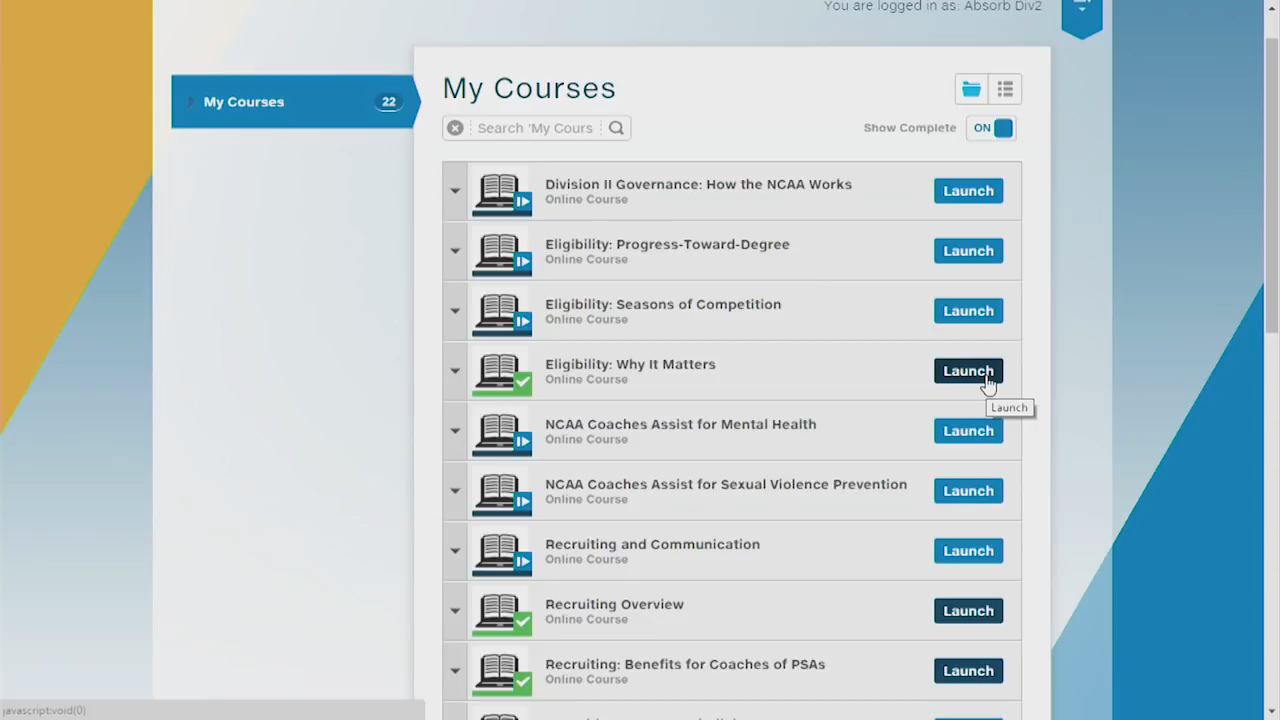 You are logged in as: Absorb Div2
My Courses
22
My Courses
Search 'My Cours
Show Complete
ON
Division II Governance: How the NCAA Works
Online Course
Launch
Eligibility: Progress-Toward-Degree
Online Course
Launch
Eligibility: Seasons of Competition
Online Course
Launch
Eligibility: Why It Matters
Online Course
Launch
Launch
NCAA Coaches Assist for Mental Health
Online Course
Launch
NCAA Coaches Assist for Sexual Violence Prevention
Online Course
Launch
Recruiting and Communication
Online Course
Launch
Recruiting Overview
Online Course
Launch
Recruiting: Benefits for Coaches of PSAs
Online Course
Launch
javascript:void(0)